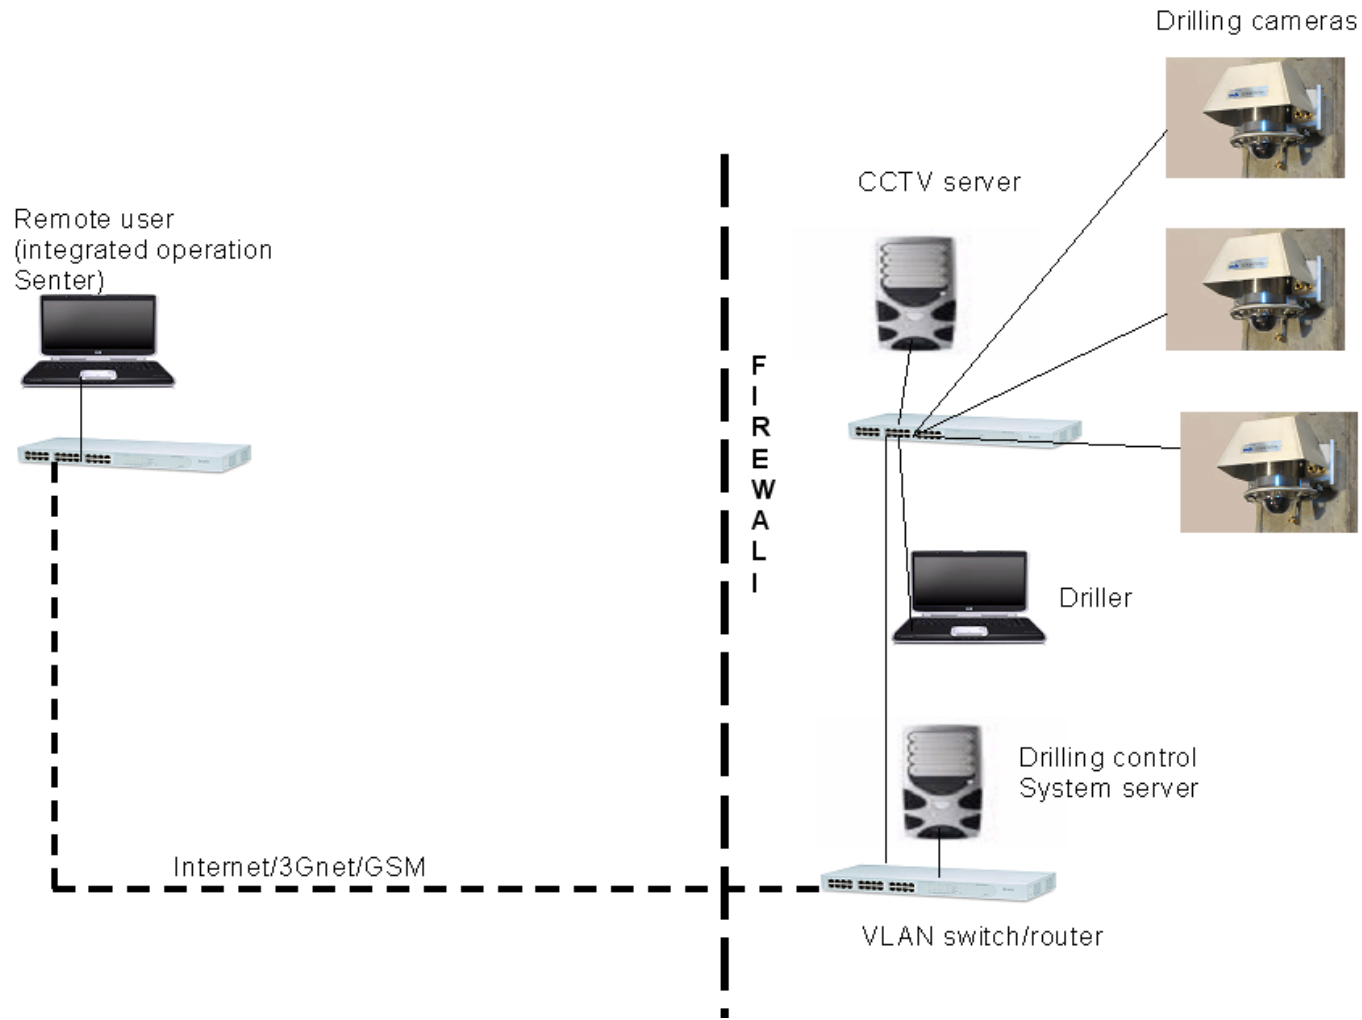 Drilling cameras
CCTV server
Remote user
(integrated operation
Senter)
F
I
R
E
W
A
L
I
Driller
Drilling control
System server
Internet/3Gnet/GSM
VLAN switch/router